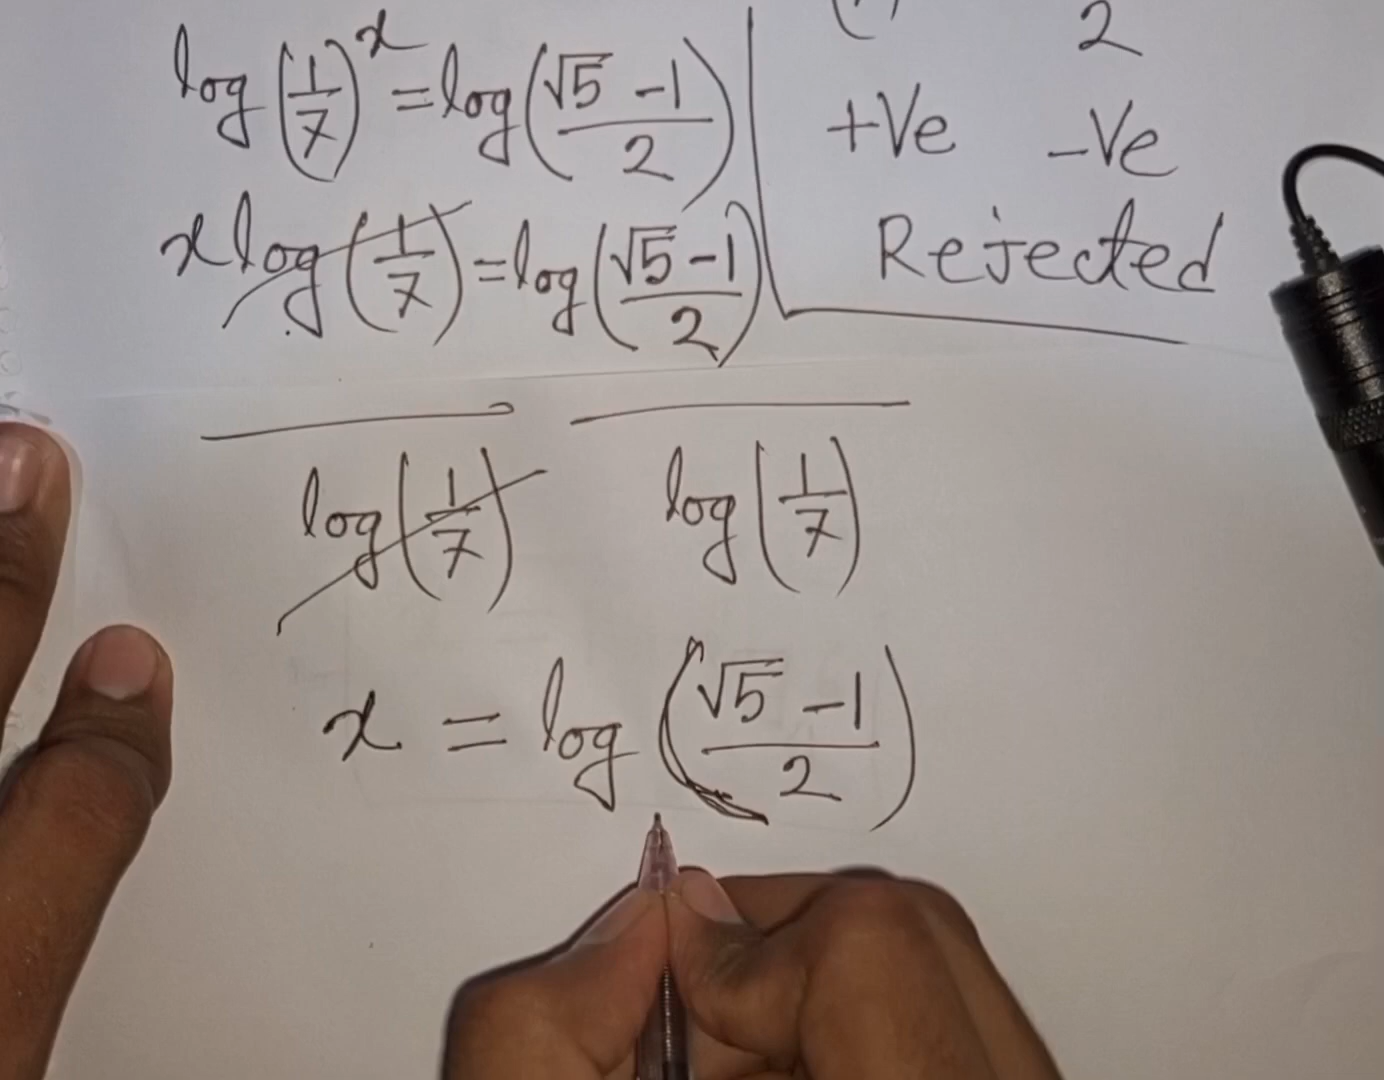 log(1/7)^x = log((√5 - 1)/2)
x log(1/7) = log((√5 - 1)/2)
log(1/7) log(1/7)
x = log((√5 - 1)/2)
2
+Ve -Ve
Rejected